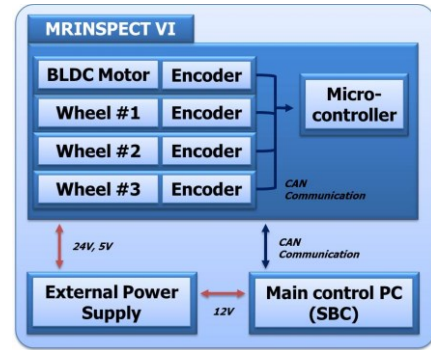 MRINSPECT VI
BLDC Motor Encoder
Wheel #1 Encoder
Wheel #2 Encoder
Wheel #3 Encoder
Micro-
controller
CAN
Communication
24V, 5V
CAN
Communication
External Power
Supply
12V
Main control PC
(SBC)